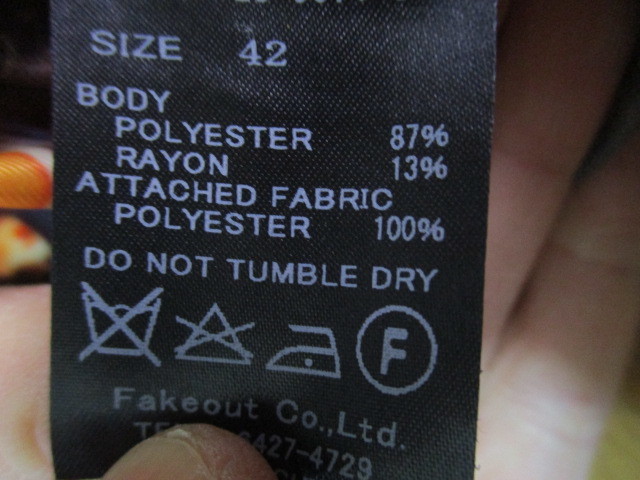 SIZE 42
BODY
POLYESTER 87%
RAYON 13%
ATTACHED FABRIC
POLYESTER 100%
DO NOT TUMBLE DRY
F
Fakeout Co.,Ltd.
6427-4729